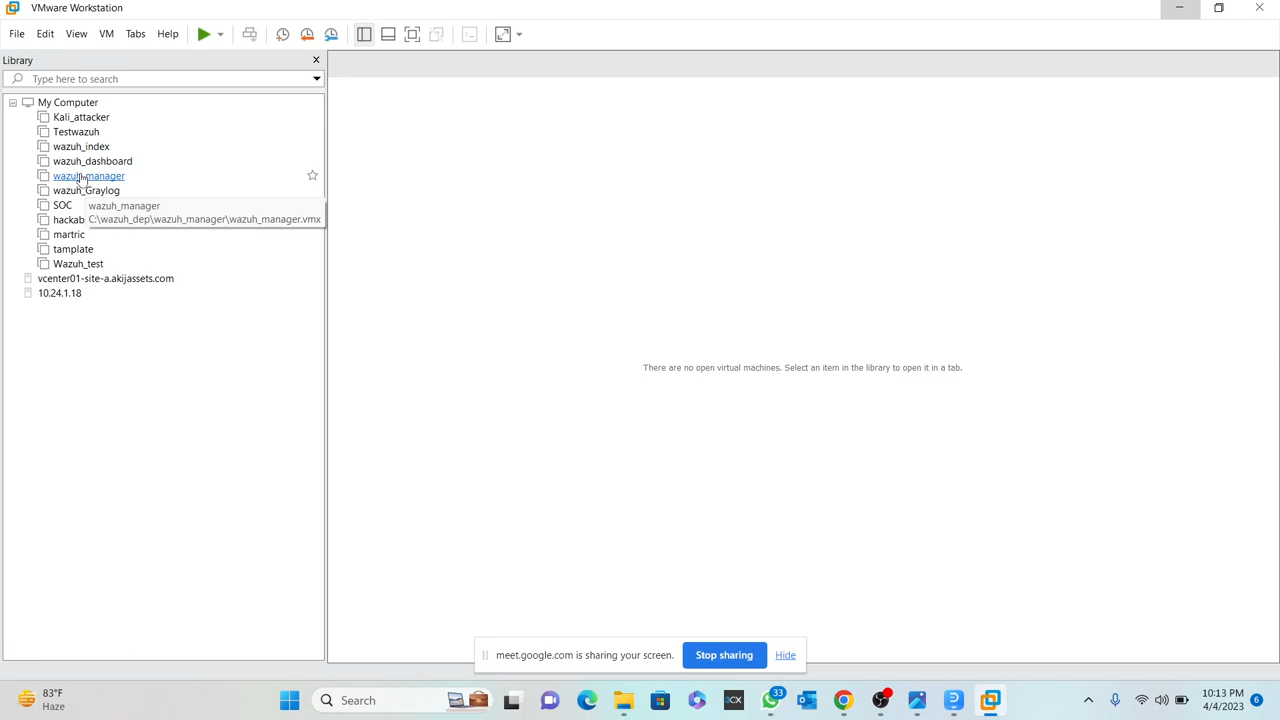 VMware Workstation
File Edit View VM Tabs Help
Library
Type here to search
My Computer
Kali_attacker
Testwazuh
wazuh_index
wazuh_dashboard
wazuh_manager
wazuh_Graylog
SOC
wazuh_manager
hackab
C:\wazuh_dep\wazuh_manager\wazuh_manager.vmx
martric
tamplate
Wazuh_test
vcenter01-site-a.akijassets.com
10.24.1.18
There are no open virtual machines. Select an item in the library to open it in a tab.
meet.google.com is sharing your screen. Stop sharing Hide
83°F
Haze
Search
3CX
33
10:13 PM
4/4/2023
6